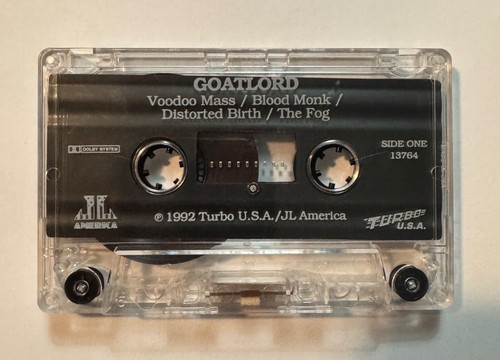 GOATLORD
Voodoo Mass / Blood Monk /
Distorted Birth / The Fog
DOLBY SYSTEM
SIDE ONE
13764
AMERICA
℗ 1992 Turbo U.S.A./JL America
TURBO
U.S.A.